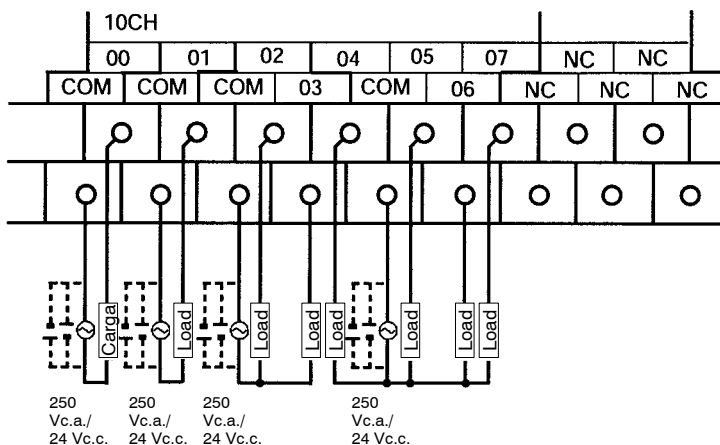 10CH
00 01 02 04 05 07 NC NC
COM COM COM 03 COM 06 NC NC NC
Carga Load Load Load Load Load Load Load
250 250 250 250
Vc.a./ Vc.a./ Vc.a./ Vc.a./
24 Vc.c. 24 Vc.c. 24 Vc.c. 24 Vc.c.